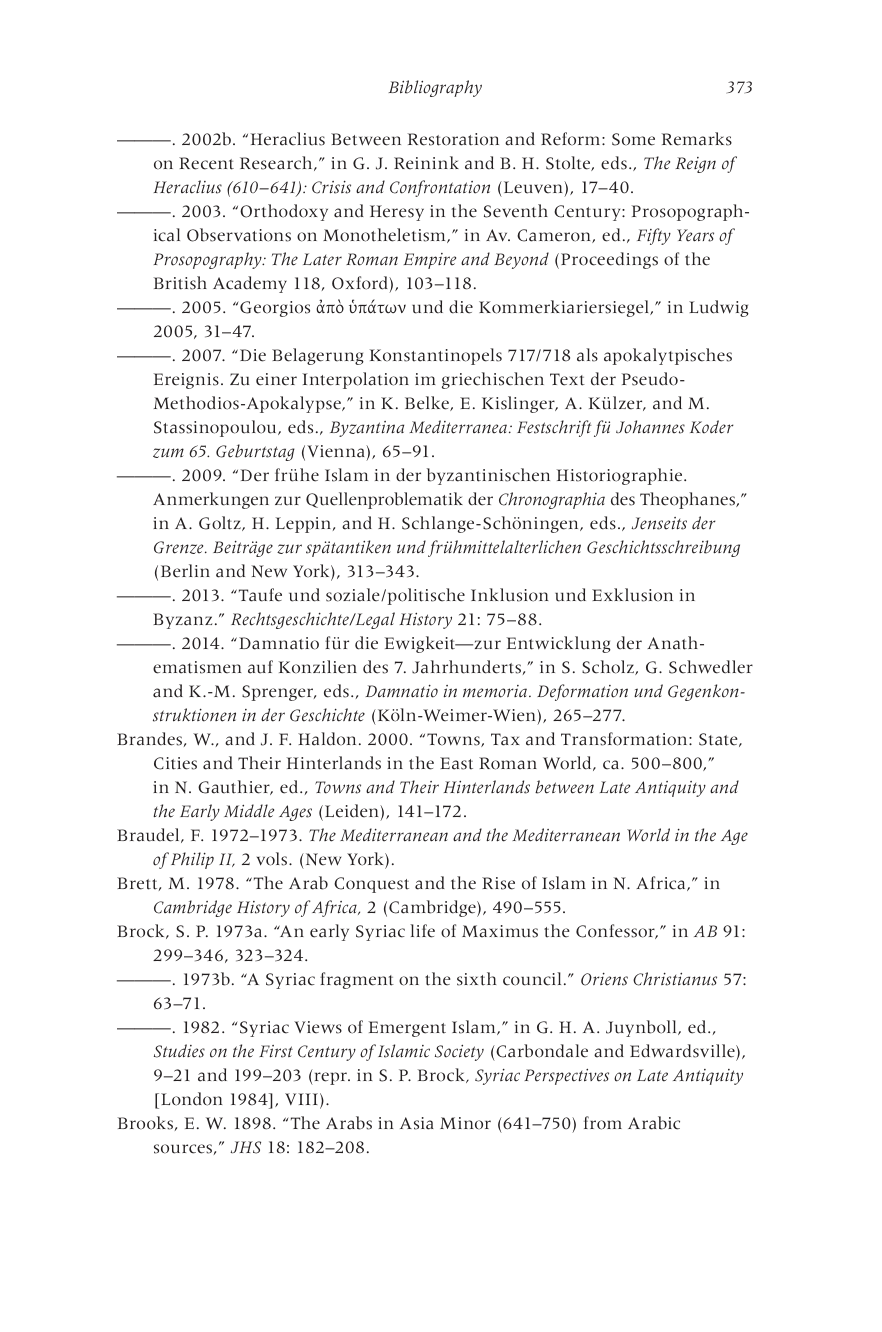 Bibliography 373
———. 2002b. “Heraclius Between Restoration and Reform: Some Remarks
on Recent Research,” in G. J. Reinink and B. H. Stolte, eds., The Reign of
Heraclius (610–641): Crisis and Confrontation (Leuven), 17–40.
———. 2003. “Orthodoxy and Heresy in the Seventh Century: Prosopograph-
ical Observations on Monotheletism,” in Av. Cameron, ed., Fifty Years of
Prosopography: The Later Roman Empire and Beyond (Proceedings of the
British Academy 118, Oxford), 103–118.
———. 2005. “Georgios ἀπὸ ὑπάτων und die Kommerkiariersiegel,” in Ludwig
2005, 31–47.
———. 2007. “Die Belagerung Konstantinopels 717/718 als apokalytpisches
Ereignis. Zu einer Interpolation im griechischen Text der Pseudo-
Methodios-Apokalypse,” in K. Belke, E. Kislinger, A. Külzer, and M.
Stassinopoulou, eds., Byzantina Mediterranea: Festschrift fü Johannes Koder
zum 65. Geburtstag (Vienna), 65–91.
———. 2009. “Der frühe Islam in der byzantinischen Historiographie.
Anmerkungen zur Quellenproblematik der Chronographia des Theophanes,”
in A. Goltz, H. Leppin, and H. Schlange-Schöningen, eds., Jenseits der
Grenze. Beiträge zur spätantiken und frühmittelalterlichen Geschichtsschreibung
(Berlin and New York), 313–343.
———. 2013. “Taufe und soziale/politische Inklusion und Exklusion in
Byzanz.” Rechtsgeschichte/Legal History 21: 75–88.
———. 2014. “Damnatio für die Ewigkeit—zur Entwicklung der Anath-
ematismen auf Konzilien des 7. Jahrhunderts,” in S. Scholz, G. Schwedler
and K.-M. Sprenger, eds., Damnatio in memoria. Deformation und Gegenkon-
struktionen in der Geschichte (Köln-Weimer-Wien), 265–277.
Brandes, W., and J. F. Haldon. 2000. “Towns, Tax and Transformation: State,
Cities and Their Hinterlands in the East Roman World, ca. 500–800,”
in N. Gauthier, ed., Towns and Their Hinterlands between Late Antiquity and
the Early Middle Ages (Leiden), 141–172.
Braudel, F. 1972–1973. The Mediterranean and the Mediterranean World in the Age
of Philip II, 2 vols. (New York).
Brett, M. 1978. “The Arab Conquest and the Rise of Islam in N. Africa,” in
Cambridge History of Africa, 2 (Cambridge), 490–555.
Brock, S. P. 1973a. “An early Syriac life of Maximus the Confessor,” in AB 91:
299–346, 323–324.
———. 1973b. “A Syriac fragment on the sixth council.” Oriens Christianus 57:
63–71.
———. 1982. “Syriac Views of Emergent Islam,” in G. H. A. Juynboll, ed.,
Studies on the First Century of Islamic Society (Carbondale and Edwardsville),
9–21 and 199–203 (repr. in S. P. Brock, Syriac Perspectives on Late Antiquity
[London 1984], VIII).
Brooks, E. W. 1898. “The Arabs in Asia Minor (641–750) from Arabic
sources,” JHS 18: 182–208.